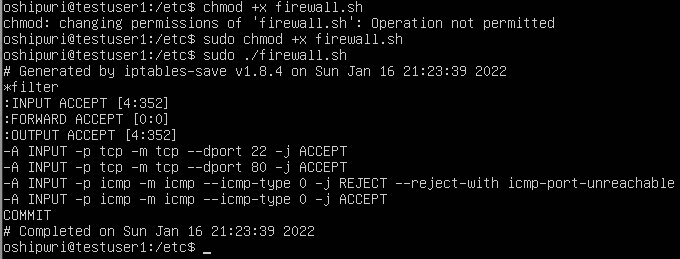 oshipwri@testuser1:/etc$ chmod +x firewall.sh
chmod: changing permissions of 'firewall.sh': Operation not permitted
oshipwri@testuser1:/etc$ sudo chmod +x firewall.sh
oshipwri@testuser1:/etc$ sudo ./firewall.sh
# Generated by iptables-save v1.8.4 on Sun Jan 16 21:23:39 2022
*filter
:INPUT ACCEPT [4:352]
:FORWARD ACCEPT [0:0]
:OUTPUT ACCEPT [4:352]
-A INPUT -p tcp -m tcp --dport 22 -j ACCEPT
-A INPUT -p tcp -m tcp --dport 80 -j ACCEPT
-A INPUT -p icmp -m icmp --icmp-type 0 -j REJECT --reject-with icmp-port-unreachable
-A INPUT -p icmp -m icmp --icmp-type 0 -j ACCEPT
COMMIT
# Completed on Sun Jan 16 21:23:39 2022
oshipwri@testuser1:/etc$ _